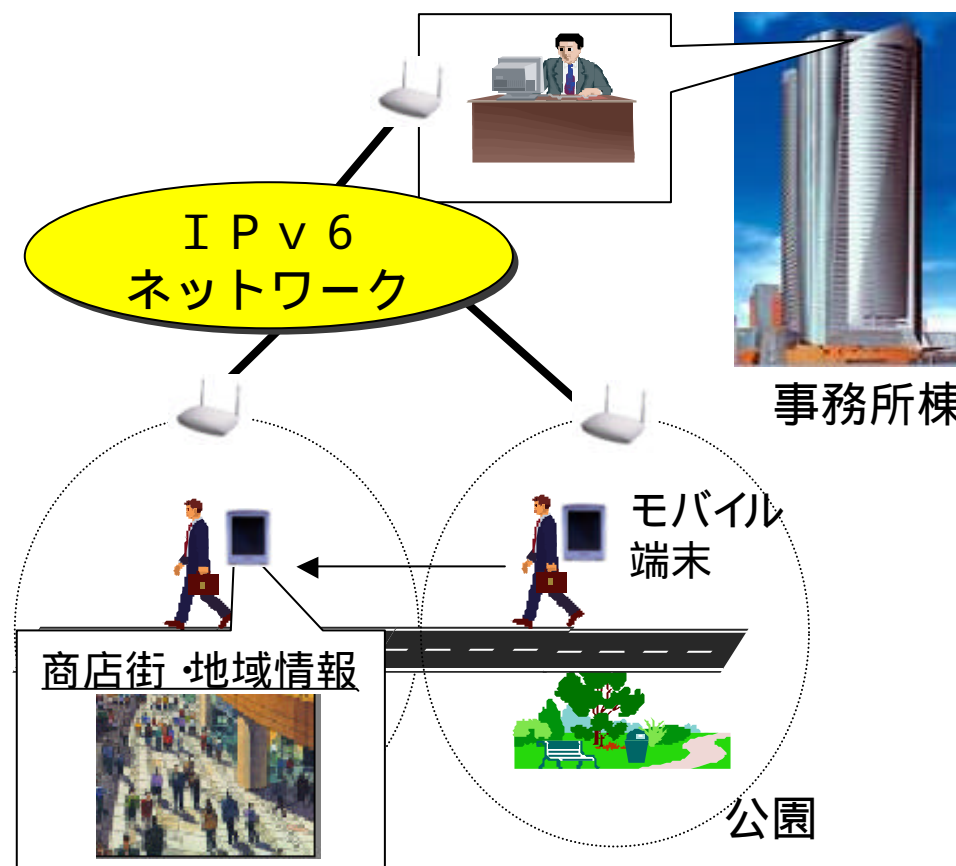 ＩＰｖ６
ネットワーク
事務所棟
モバイル
端末
商店街・地域情報
公園